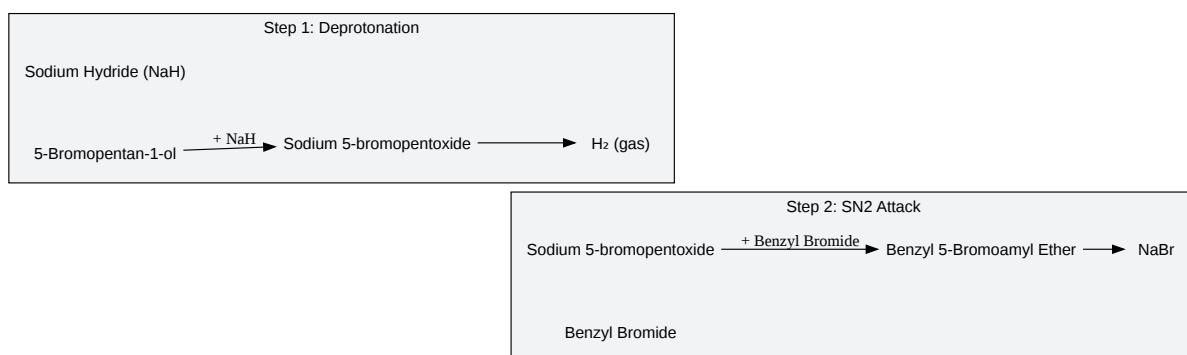 Step 1: Deprotonation
Sodium Hydride (NaH)
5-Bromopentan-1-ol
+ NaH
Sodium 5-bromopentoxide
H₂ (gas)
Step 2: SN2 Attack
Sodium 5-bromopentoxide
+ Benzyl Bromide
Benzyl 5-Bromoamyl Ether
NaBr
Benzyl Bromide